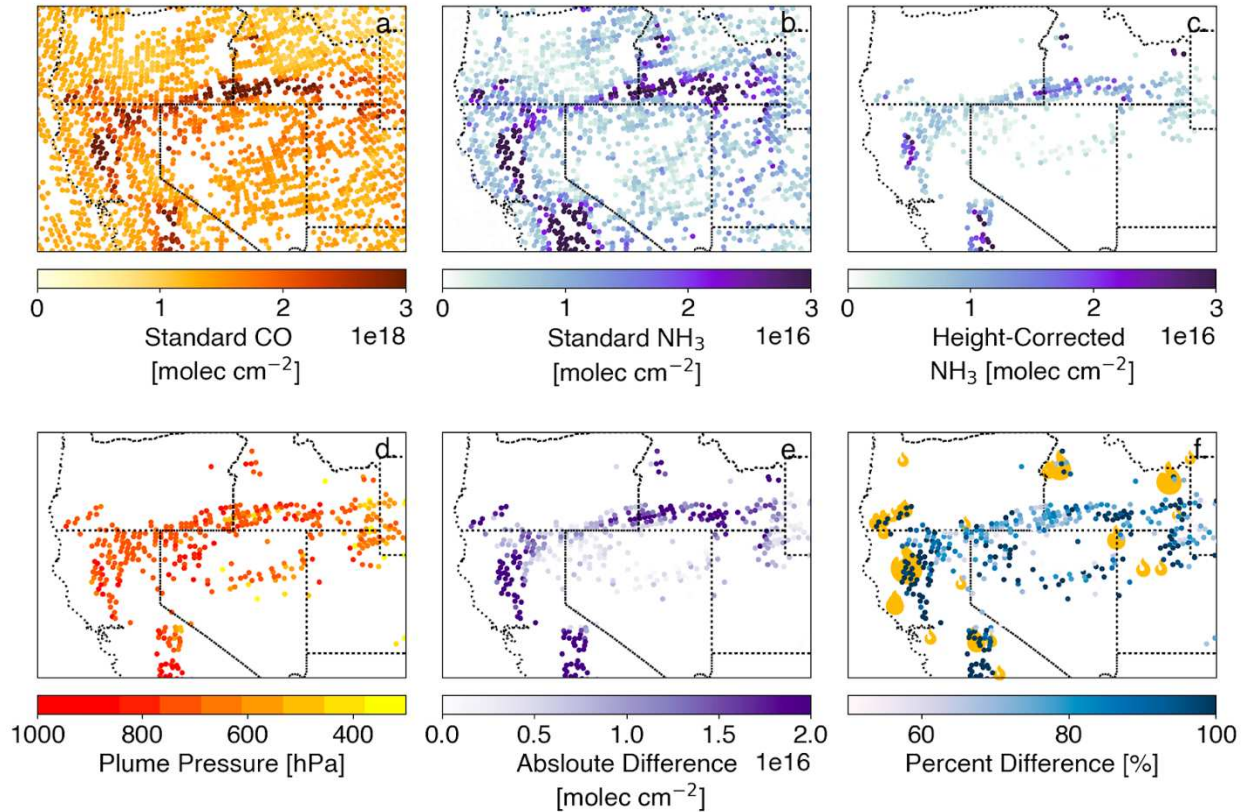 a.
b.
c.
0 1 2 3
0 1 2 3
0 1 2 3
Standard CO 1e18
[molec cm−2]
Standard NH3 1e16
[molec cm−2]
Height-Corrected 1e16
NH3 [molec cm−2]
d.
e.
f.
1000 800 600 400
0.0 0.5 1.0 1.5 2.0
60 80 100
Plume Pressure [hPa]
Absloute Difference 1e16
[molec cm−2]
Percent Difference [%]